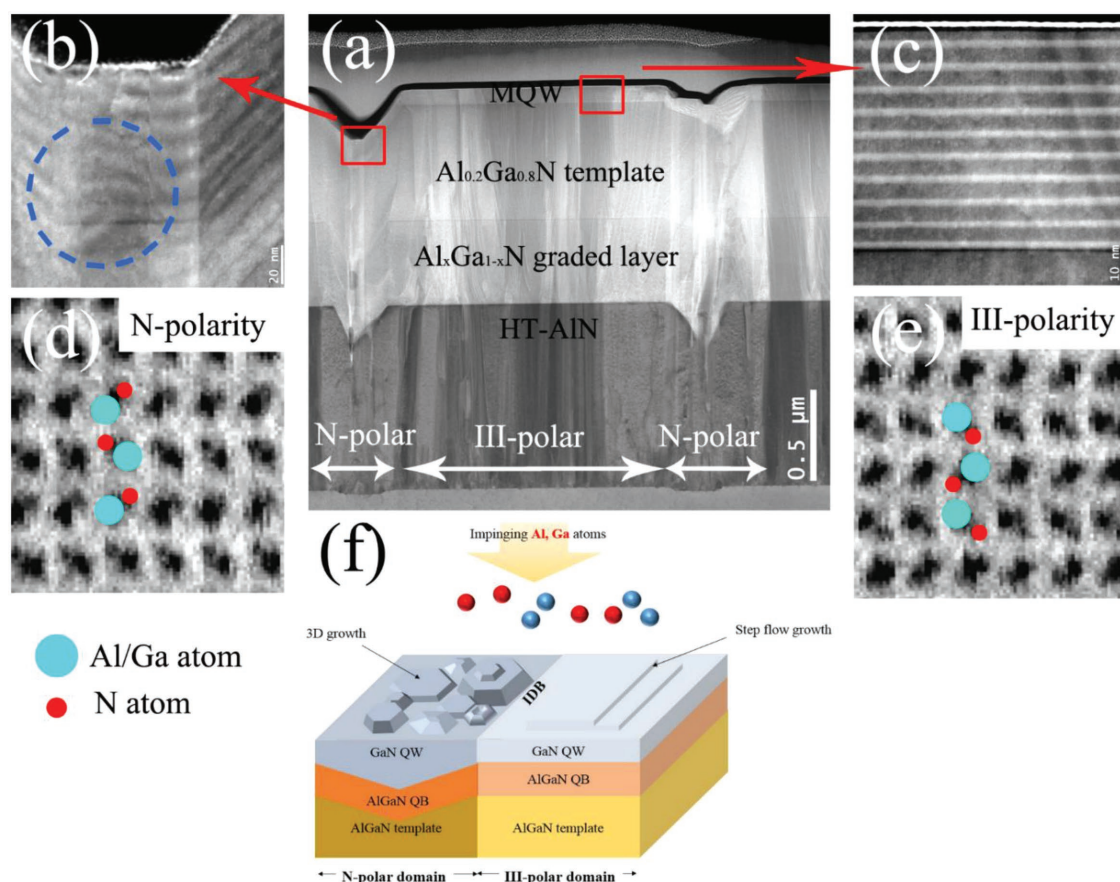 (b)
(a)
(c)
MQW
Al0.2Ga0.8N template
AlxGa1-xN graded layer
HT-AlN
20 nm
10 nm
(d)
N-polarity
(e)
III-polarity
N-polar
III-polar
N-polar
0.5 μm
(f)
Impinging Al, Ga atoms
3D growth
Step flow growth
IDB
GaN QW
GaN QW
AlGaN QB
AlGaN QB
AlGaN template
AlGaN template
N-polar domain
III-polar domain
Al/Ga atom
N atom